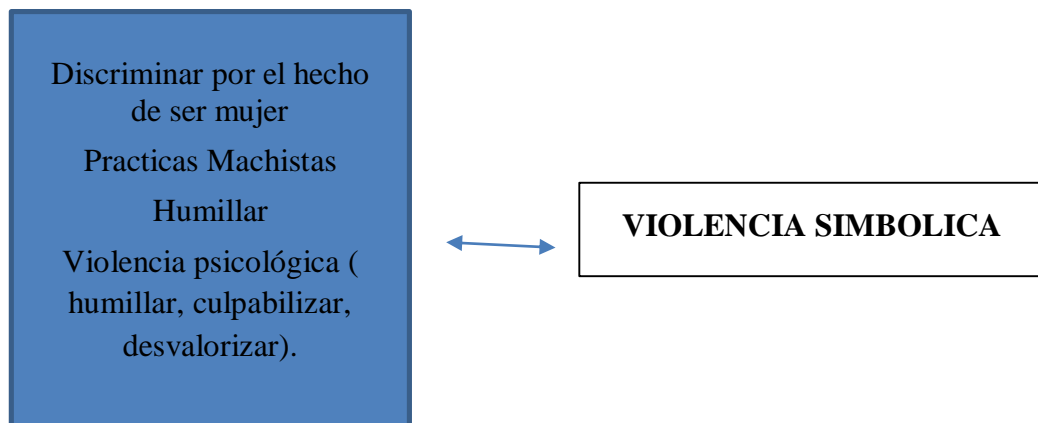 Discriminar por el hecho
de ser mujer
Practicas Machistas
Humillar
Violencia psicológica (
humillar, culpabilizar,
desvalorizar).
VIOLENCIA SIMBOLICA